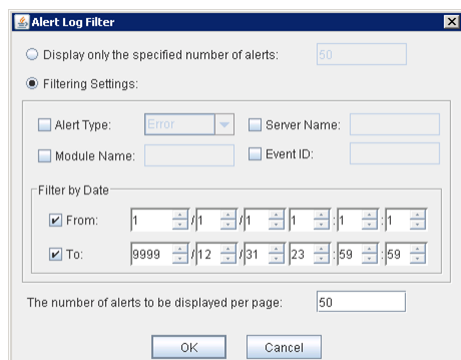 Alert Log Filter
Display only the specified number of alerts: 50
Filtering Settings:
Alert Type: Error Server Name:
Module Name: Event ID:
Filter by Date
From: 1 / 1 / 1 1 : 1 : 1
To: 9999 / 12 / 31 23 : 59 : 59
The number of alerts to be displayed per page: 50
OK Cancel